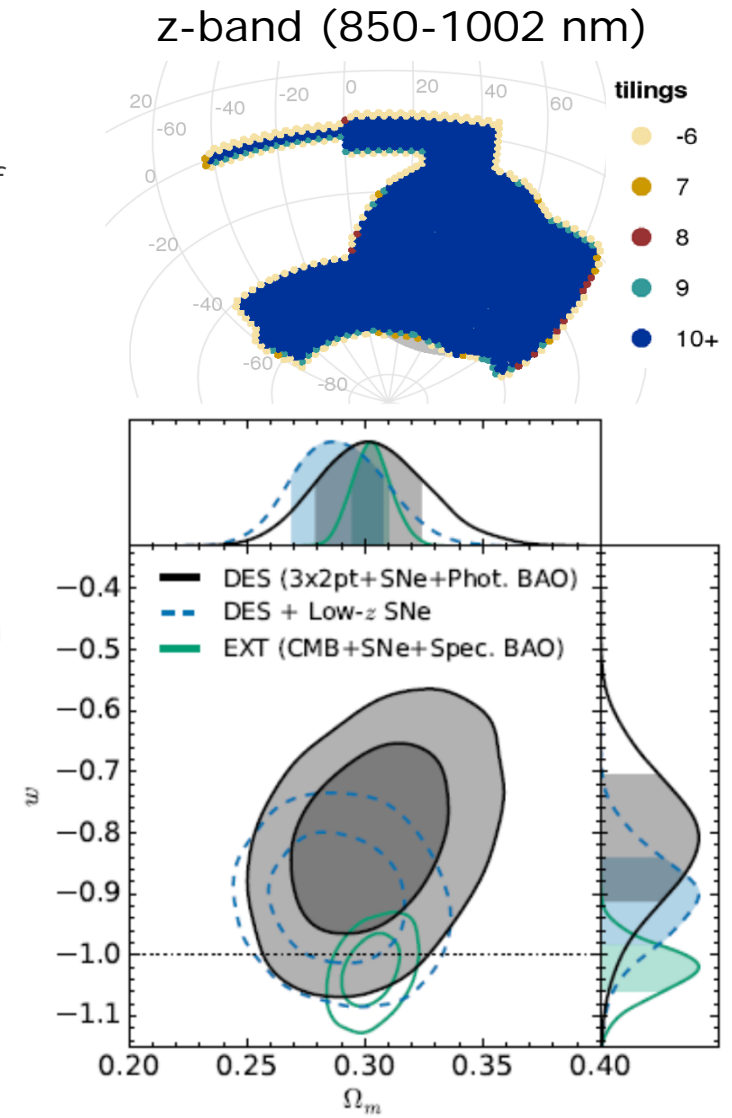 z-band (850-1002 nm)
20 -60 -40 -20 0 20 40 60
0
-20
-40
-60
-80
tilings
-6
7
8
9
10+
DES (3x2pt+SNe+Phot. BAO)
DES + Low-z SNe
EXT (CMB+SNe+Spec. BAO)
−0.4
−0.5
−0.6
−0.7
−0.8
−0.9
−1.0
−1.1
w
0.20 0.25 0.30 0.35 0.40
Ωm